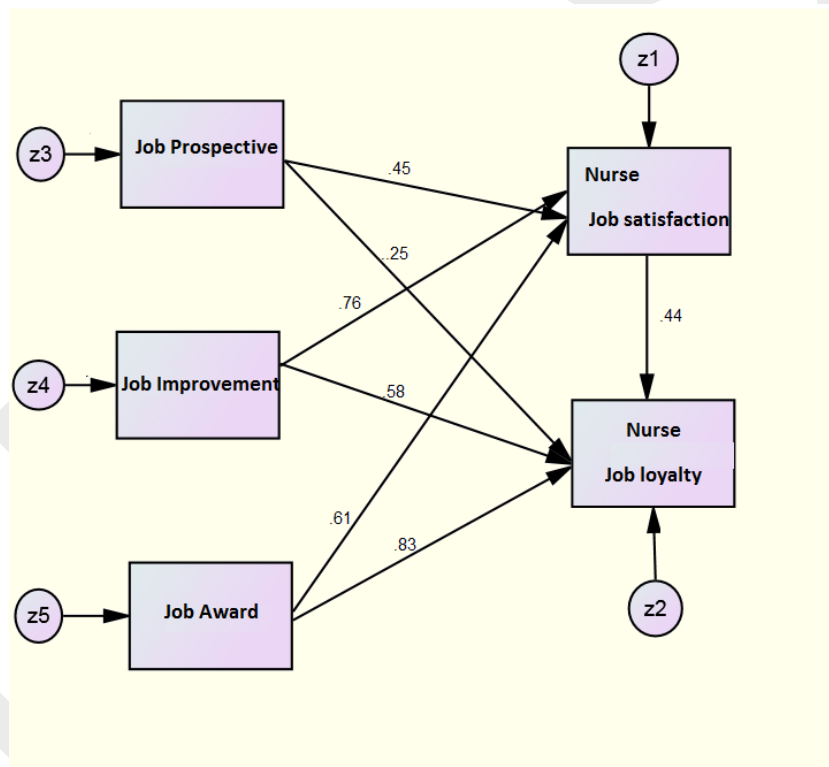 z1
z3
Job Prospective
Nurse
Job satisfaction
.45
..25
.76
.44
z4
Job Improvement
.58
Nurse
Job loyalty
.61
.83
z5
Job Award
z2